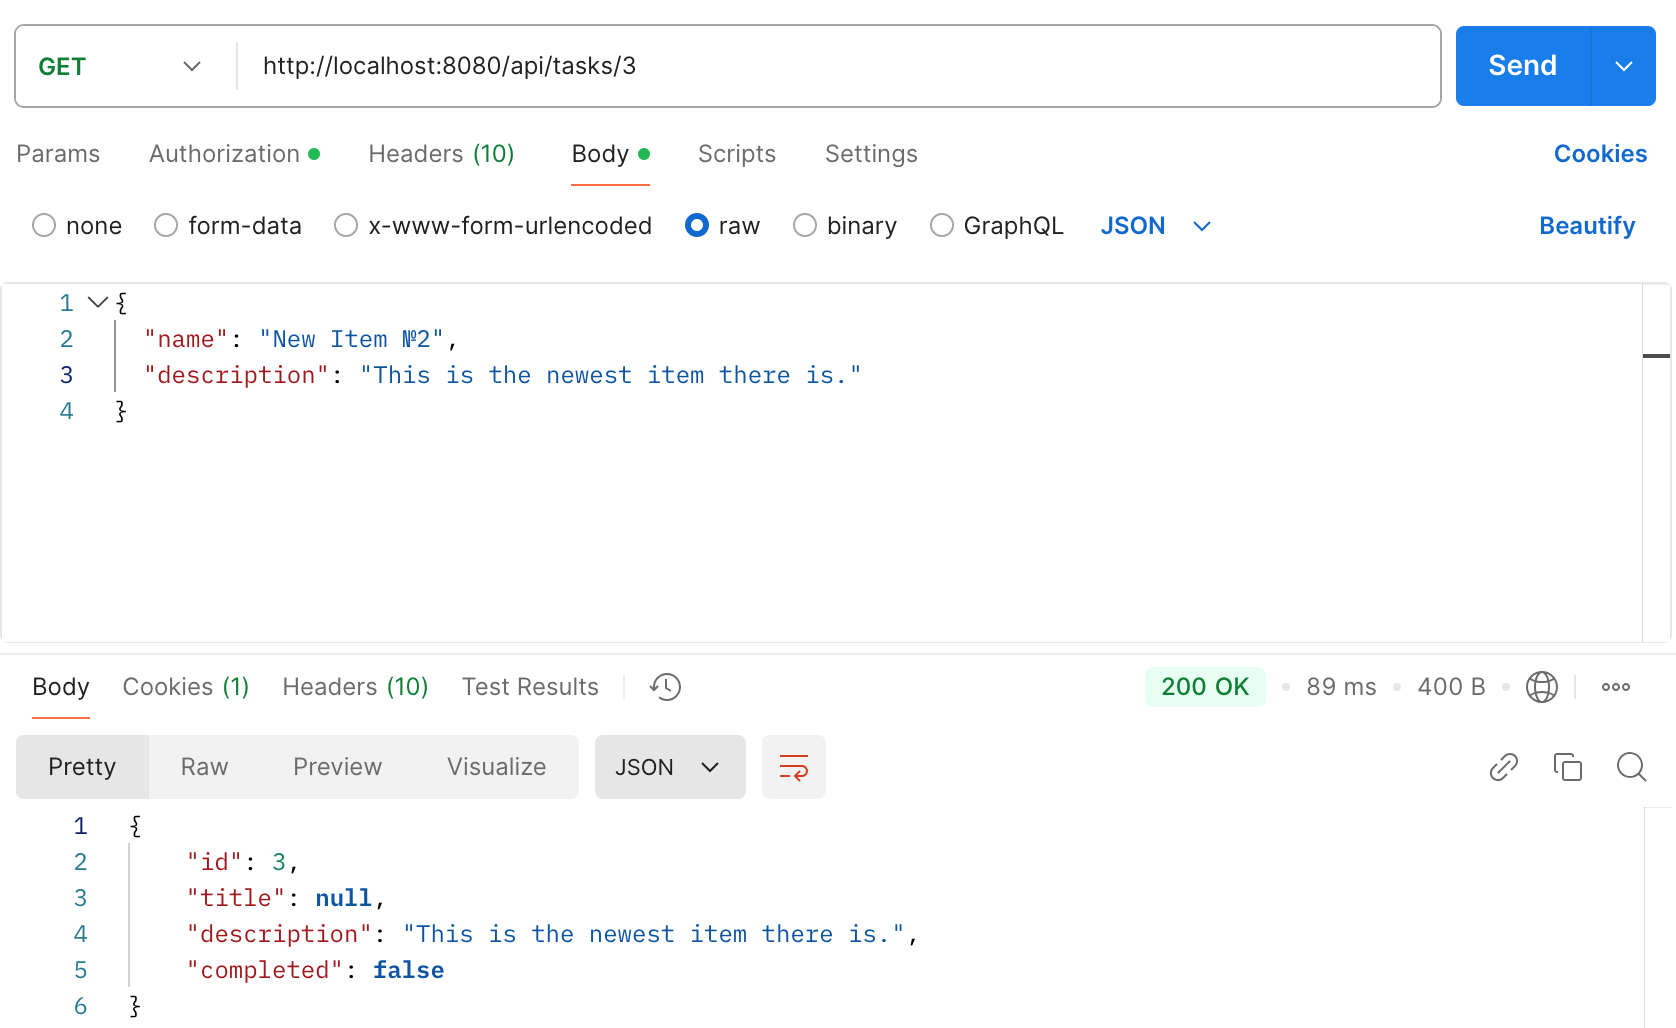 GET http://localhost:8080/api/tasks/3 Send
Params Authorization Headers (10) Body Scripts Settings Cookies
none form-data x-www-form-urlencoded raw binary GraphQL JSON Beautify
1 {
2 "name": "New Item №2",
3 "description": "This is the newest item there is."
4 }
Body Cookies (1) Headers (10) Test Results 200 OK • 89 ms • 400 B •
Pretty Raw Preview Visualize JSON
1 {
2 "id": 3,
3 "title": null,
4 "description": "This is the newest item there is.",
5 "completed": false
6 }